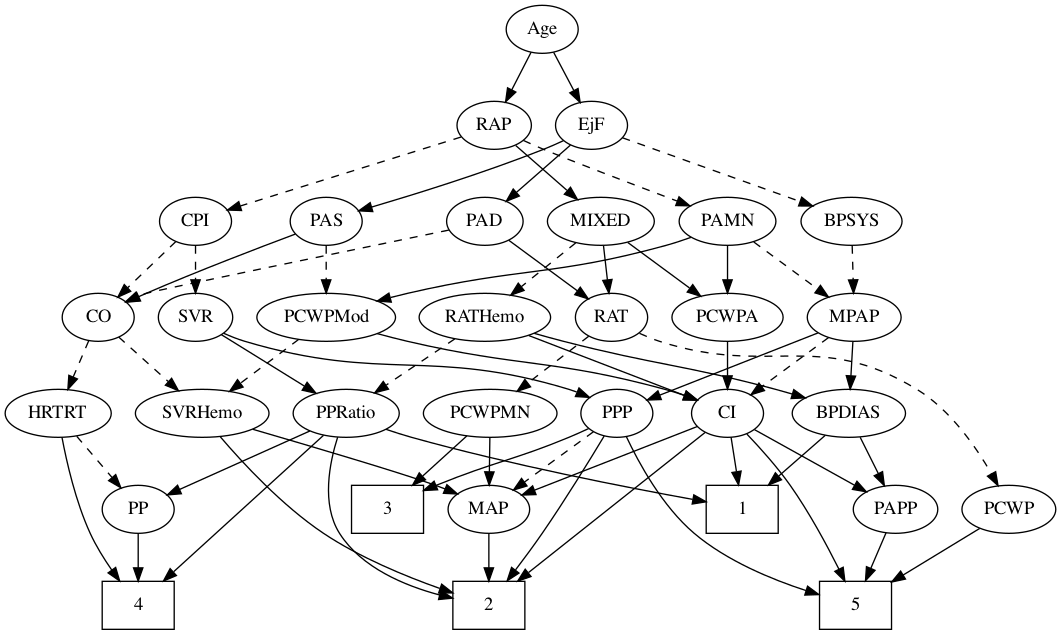 Age
RAP EjF
CPI PAS PAD MIXED PAMN BPSYS
CO SVR PCWPMod RATHemo RAT PCWPA MPAP
HRTRT SVRHemo PPRatio PCWPMN PPP CI BPDIAS
PP 3 MAP 1 PAPP PCWP
4 2 5